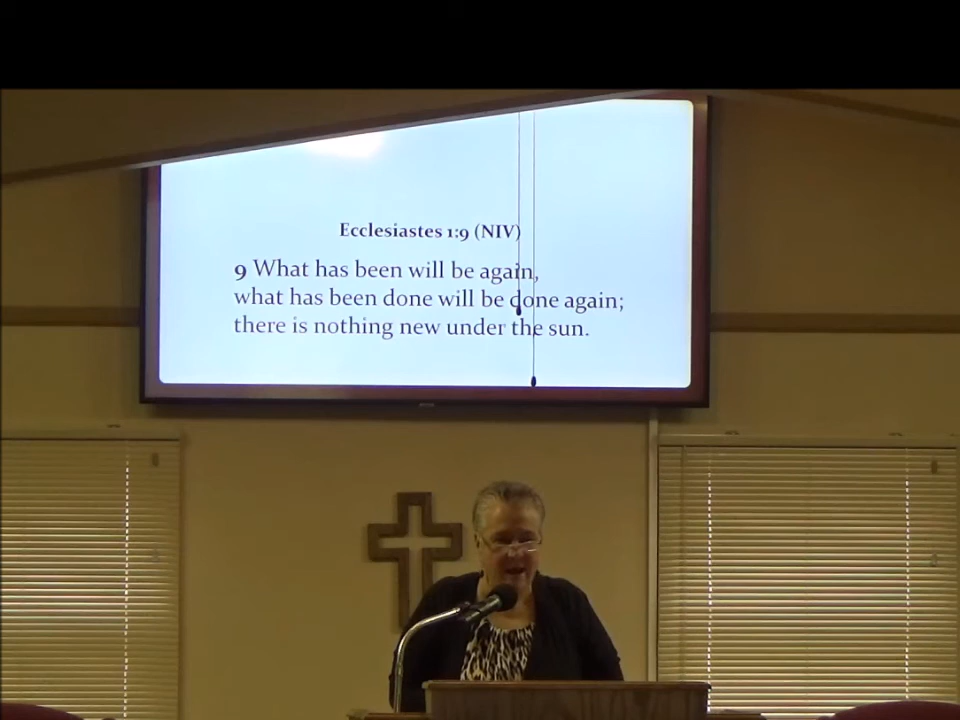 Ecclesiastes 1:9 (NIV)
9 What has been will be again,
what has been done will be done again;
there is nothing new under the sun.